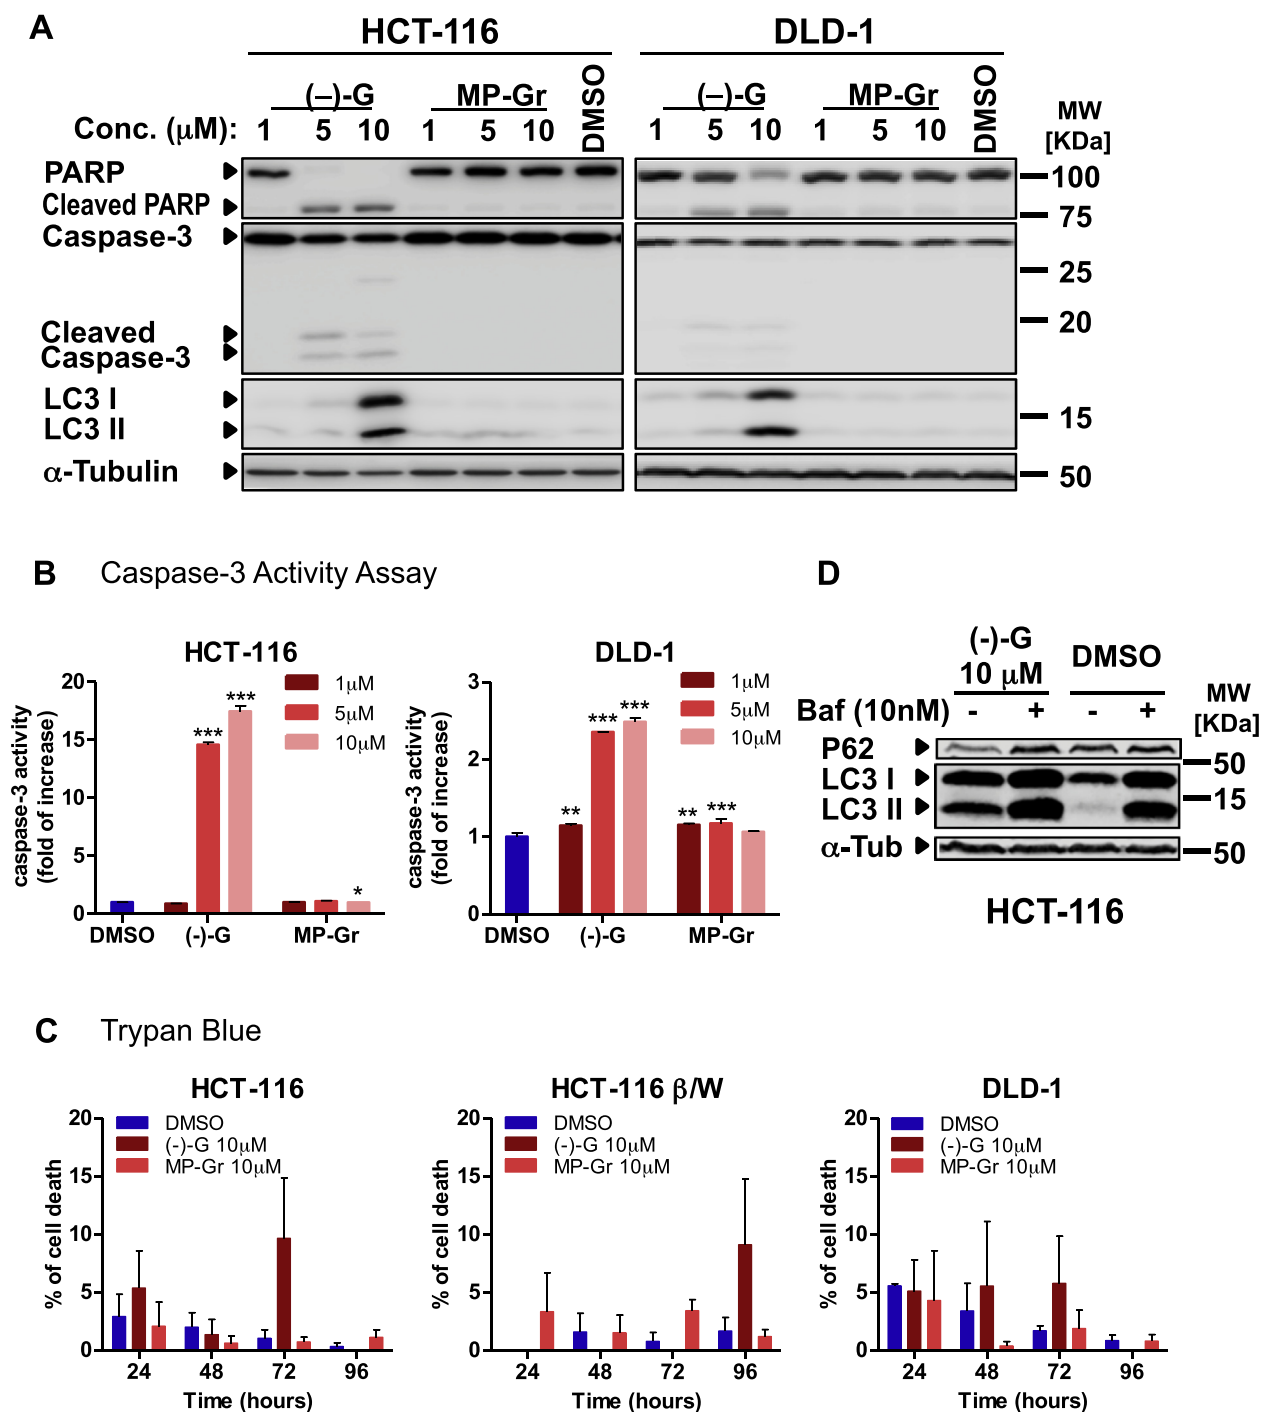 A
HCT-116 DLD-1
(–)-G MP-Gr DMSO (–)-G MP-Gr DMSO
MW
[KDa]
Conc. (μM): 1 5 10 1 5 10 1 5 10 1 5 10
PARP
100
Cleaved PARP
75
Caspase-3
25
20
Cleaved
Caspase-3
LC3 I
15
LC3 II
α-Tubulin
50
B Caspase-3 Activity Assay
HCT-116
caspase-3 activity
(fold of increase)
20
15
10
5
0
1μM
5μM
10μM
*** *** *
DMSO (-)-G MP-Gr
DLD-1
caspase-3 activity
(fold of increase)
3
2
1
0
1μM
5μM
10μM
** *** *** ** ***
DMSO (-)-G MP-Gr
D
(-)-G
10 μM
DMSO
MW
[KDa]
Baf (10nM) - + - +
P62
50
LC3 I
15
LC3 II
α-Tub
50
HCT-116
C Trypan Blue
HCT-116
% of cell death
20
15
10
5
0
DMSO
(-)-G 10μM
MP-Gr 10μM
24 48 72 96
Time (hours)
HCT-116 β/W
% of cell death
20
15
10
5
0
DMSO
(-)-G 10μM
MP-Gr 10μM
24 48 72 96
Time (hours)
DLD-1
% of cell death
20
15
10
5
0
DMSO
(-)-G 10μM
MP-Gr 10μM
24 48 72 96
Time (hours)